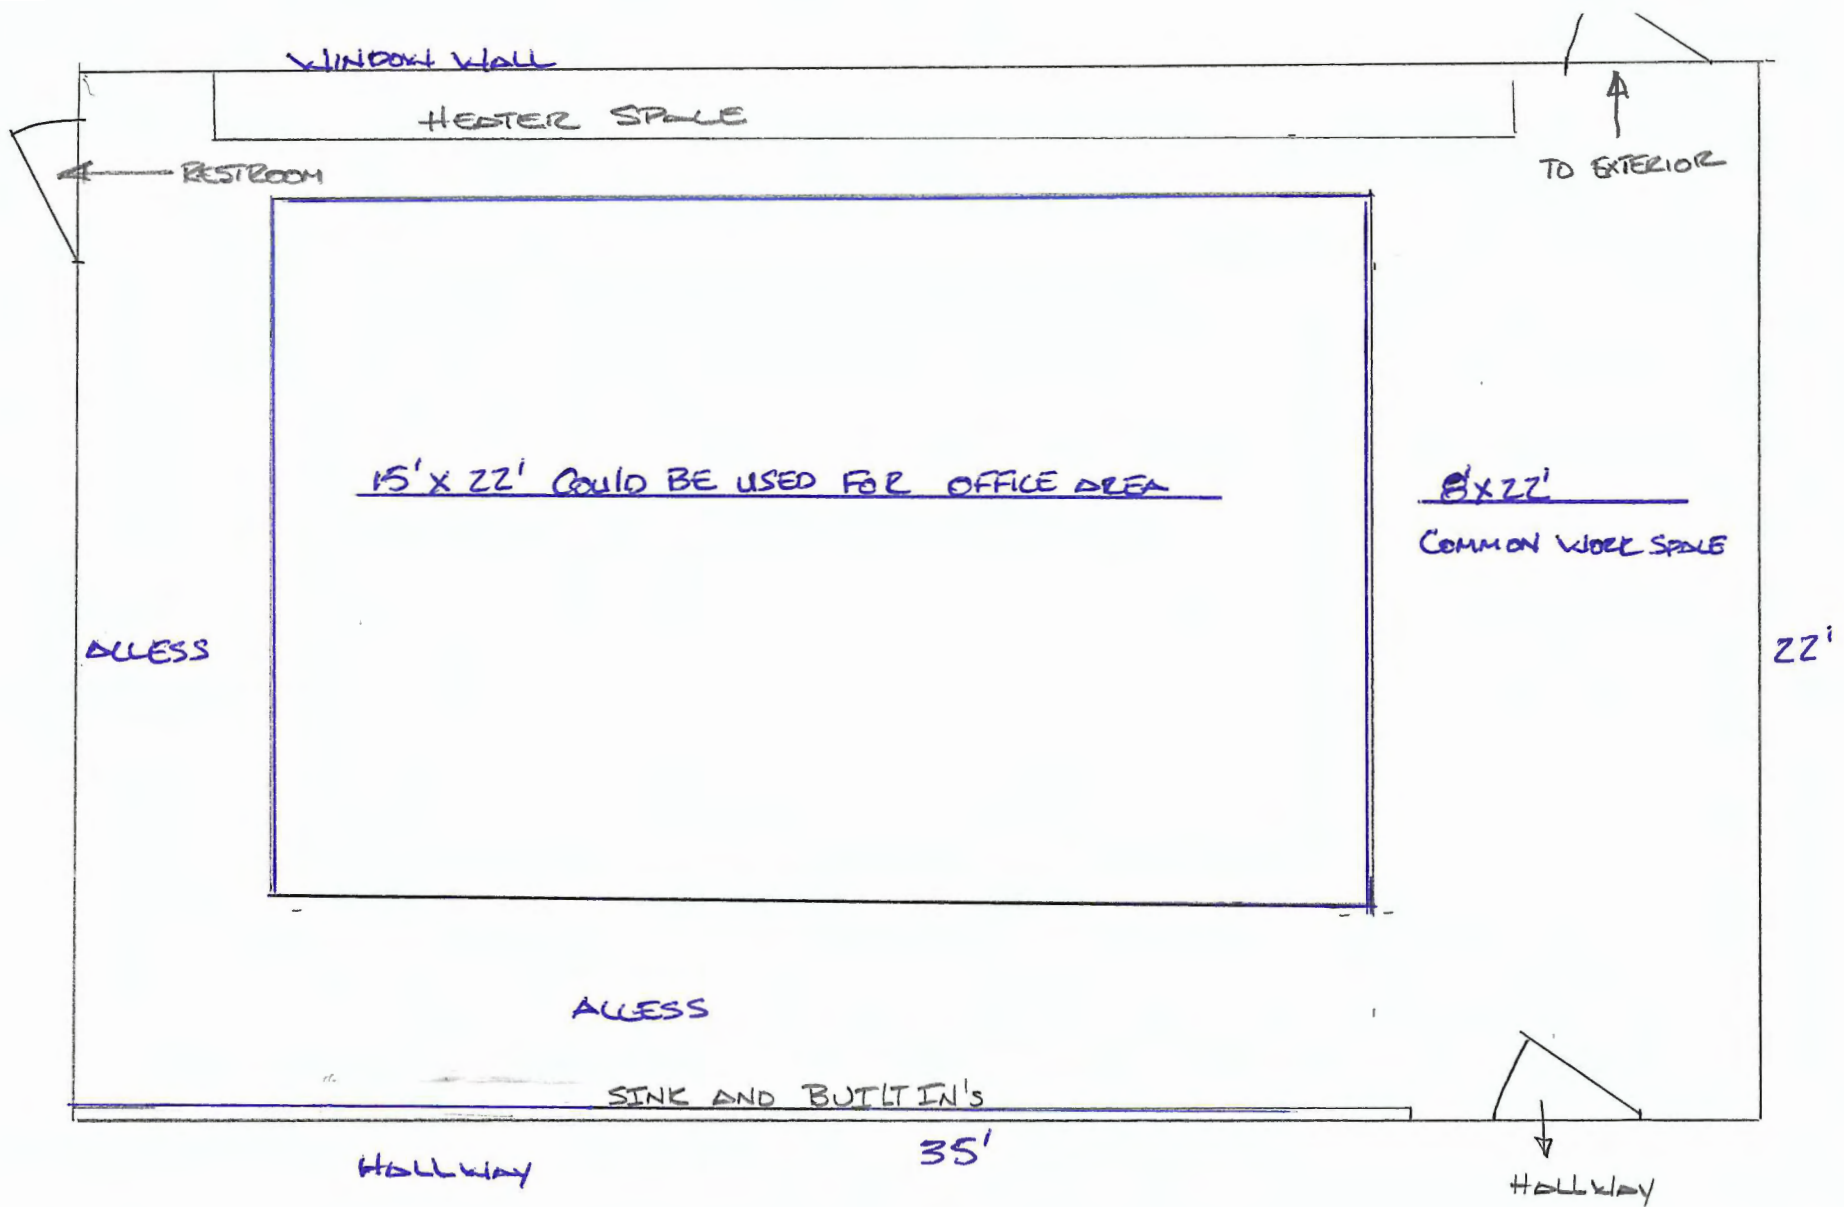 WINDOW WALL
HEATER SPACE
RESTROOM
TO EXTERIOR
15' X 22' COULD BE USED FOR OFFICE AREA
8'X22'
COMMON WORK SPACE
ACCESS
22'
ACCESS
SINK AND BUILT IN's
35'
HALLWAY
HALLWAY